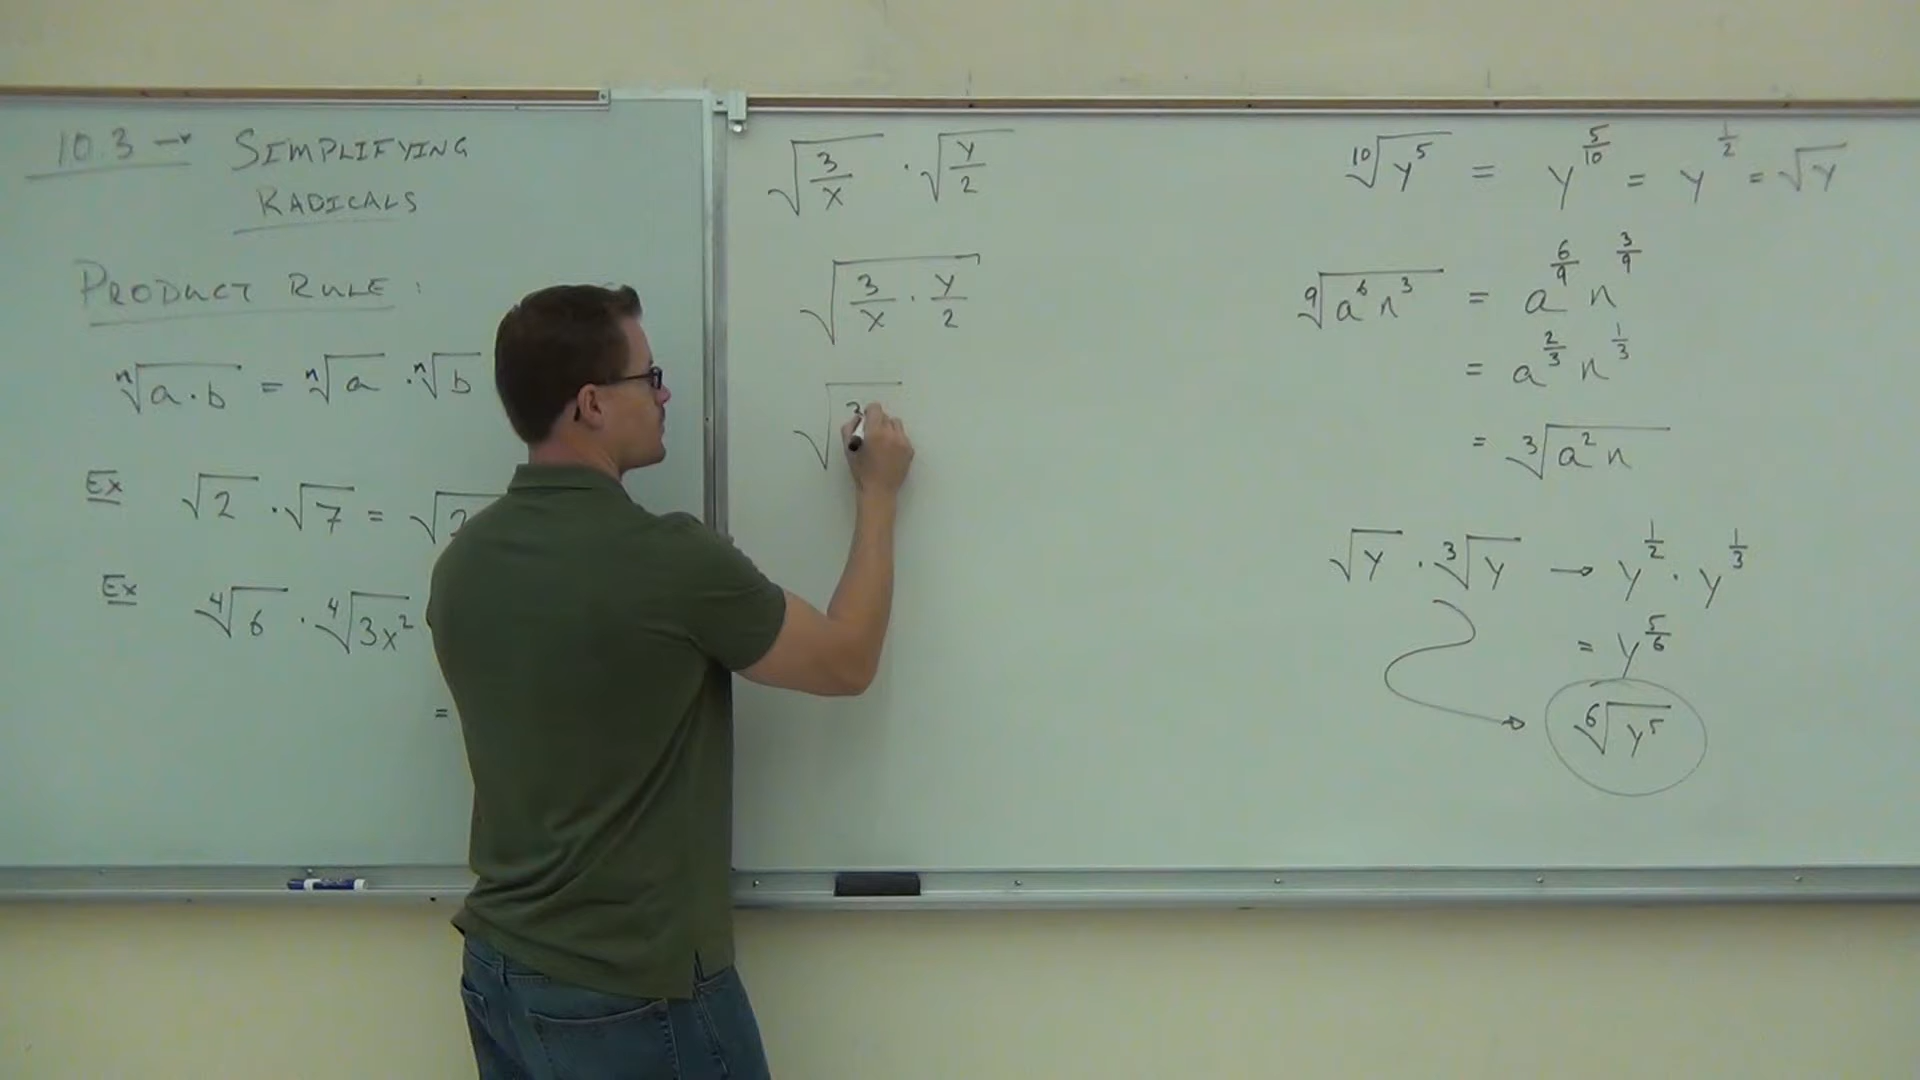 10.3 → SIMPLIFYING
RADICALS
PRODUCT RULE:
ⁿ√(a·b) = ⁿ√a · ⁿ√b
Ex √2 · √7 = √2
Ex ⁴√6 · ⁴√(3x²)
=
√(3/x) · √(y/2)
√(3/x · y/2)
√3
¹⁰√(y⁵) = y^(5/10) = y^(1/2) = √y
⁹√(a⁶n³) = a^(6/9) n^(3/9)
= a^(2/3) n^(1/3)
= ³√(a²n)
√y · ³√y → y^(1/2) · y^(1/3)
= y^(5/6)
⁶√(y⁵)